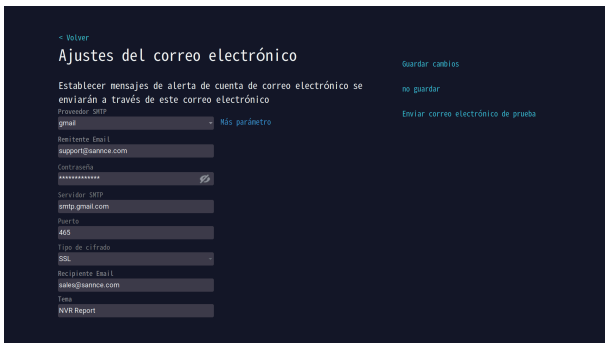 < Volver
Ajustes del correo electrónico
Establecer mensajes de alerta de cuenta de correo electrónico se
enviarán a través de este correo electrónico
Proveedor SMTP
gmail
Más parámetro
Remitente Email
support@sannce.com
Contraseña
*************
Servidor SMTP
smtp.gmail.com
Puerto
465
Tipo de cifrado
SSL
Recipiente Email
sales@sannce.com
Tema
NVR Report
Guardar cambios
no guardar
Enviar correo electrónico de prueba